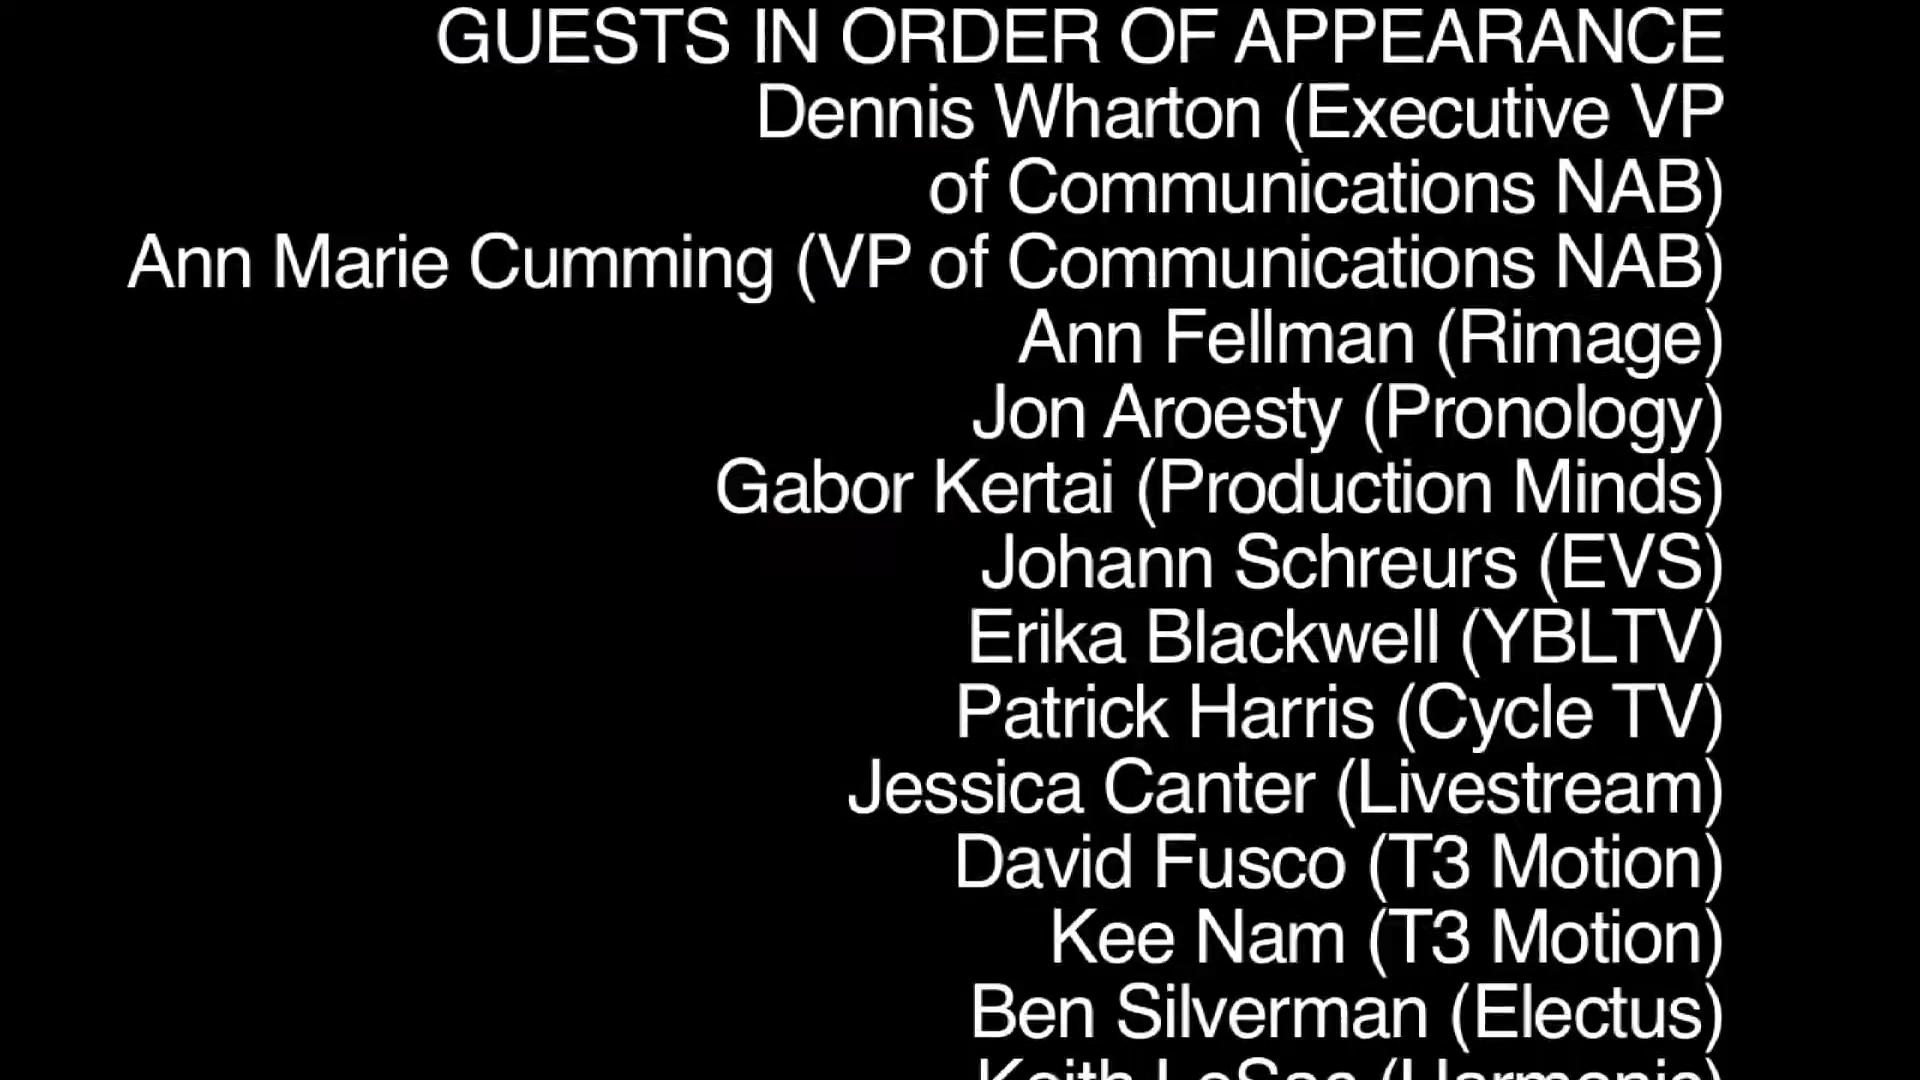 GUESTS IN ORDER OF APPEARANCE
Dennis Wharton (Executive VP
of Communications NAB)
Ann Marie Cumming (VP of Communications NAB)
Ann Fellman (Rimage)
Jon Aroesty (Pronology)
Gabor Kertai (Production Minds)
Johann Schreurs (EVS)
Erika Blackwell (YBLTV)
Patrick Harris (Cycle TV)
Jessica Canter (Livestream)
David Fusco (T3 Motion)
Kee Nam (T3 Motion)
Ben Silverman (Electus)
Keith